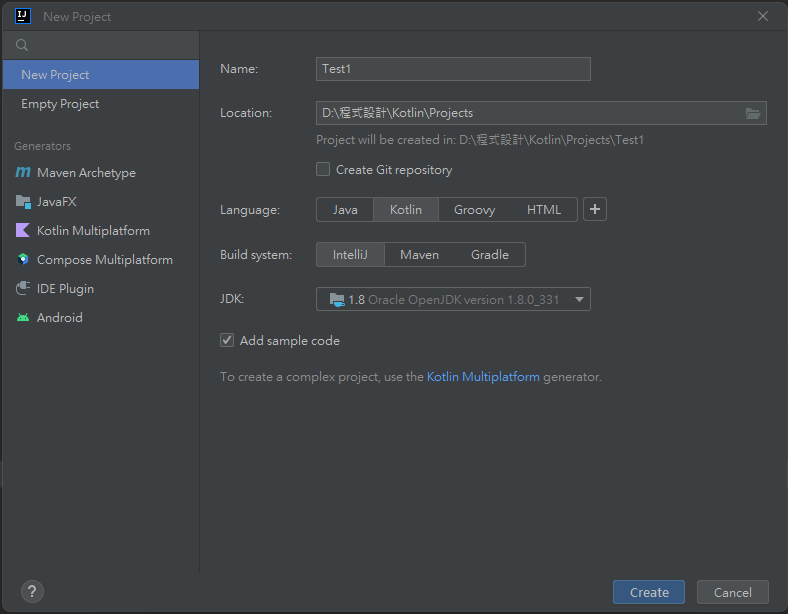 New Project
New Project
Empty Project
Generators
Maven Archetype
JavaFX
Kotlin Multiplatform
Compose Multiplatform
IDE Plugin
Android
Name: Test1
Location: D:\程式設計\Kotlin\Projects
Project will be created in: D:\程式設計\Kotlin\Projects\Test1
Create Git repository
Language: Java Kotlin Groovy HTML +
Build system: IntelliJ Maven Gradle
JDK: 1.8 Oracle OpenJDK version 1.8.0_331
Add sample code
To create a complex project, use the Kotlin Multiplatform generator.
? Create Cancel